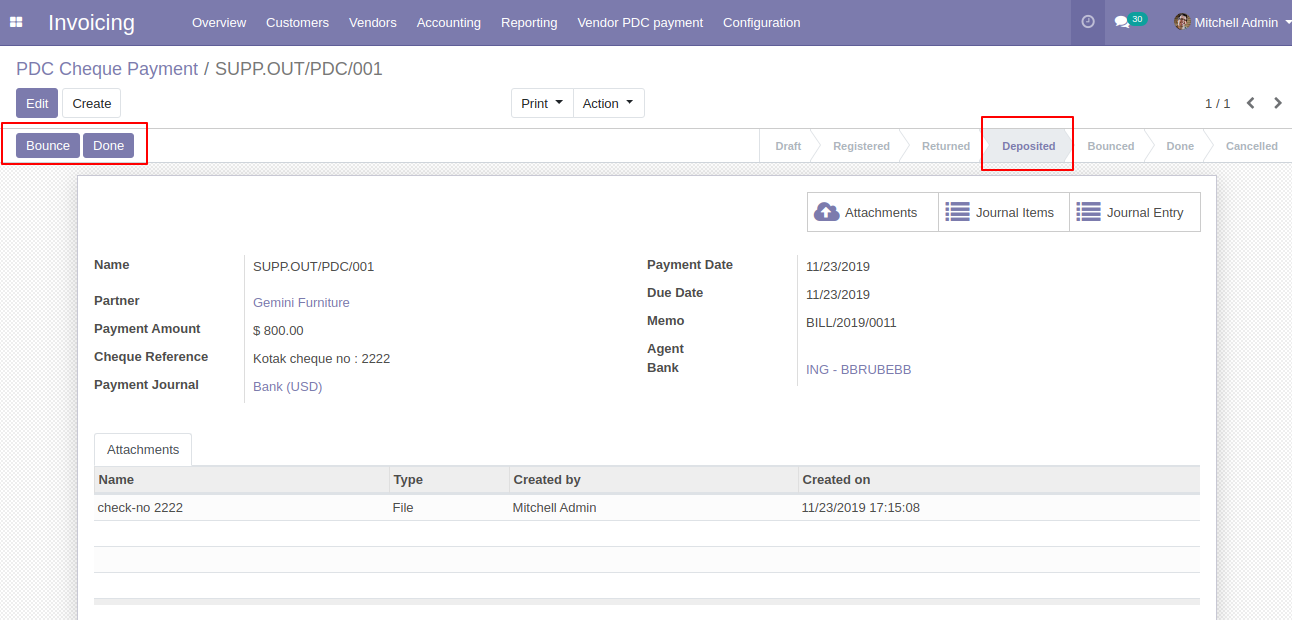 Invoicing Overview Customers Vendors Accounting Reporting Vendor PDC payment Configuration 30 Mitchell Admin
PDC Cheque Payment / SUPP.OUT/PDC/001
Edit Create Print Action 1 / 1
Bounce Done Draft Registered Returned Deposited Bounced Done Cancelled
Attachments Journal Items Journal Entry
Name SUPP.OUT/PDC/001 Payment Date 11/23/2019
Partner Gemini Furniture Due Date 11/23/2019
Payment Amount $ 800.00 Memo BILL/2019/0011
Cheque Reference Kotak cheque no : 2222 Agent
Payment Journal Bank (USD) Bank ING - BBRUBEBB
Attachments
Name Type Created by Created on
check-no 2222 File Mitchell Admin 11/23/2019 17:15:08